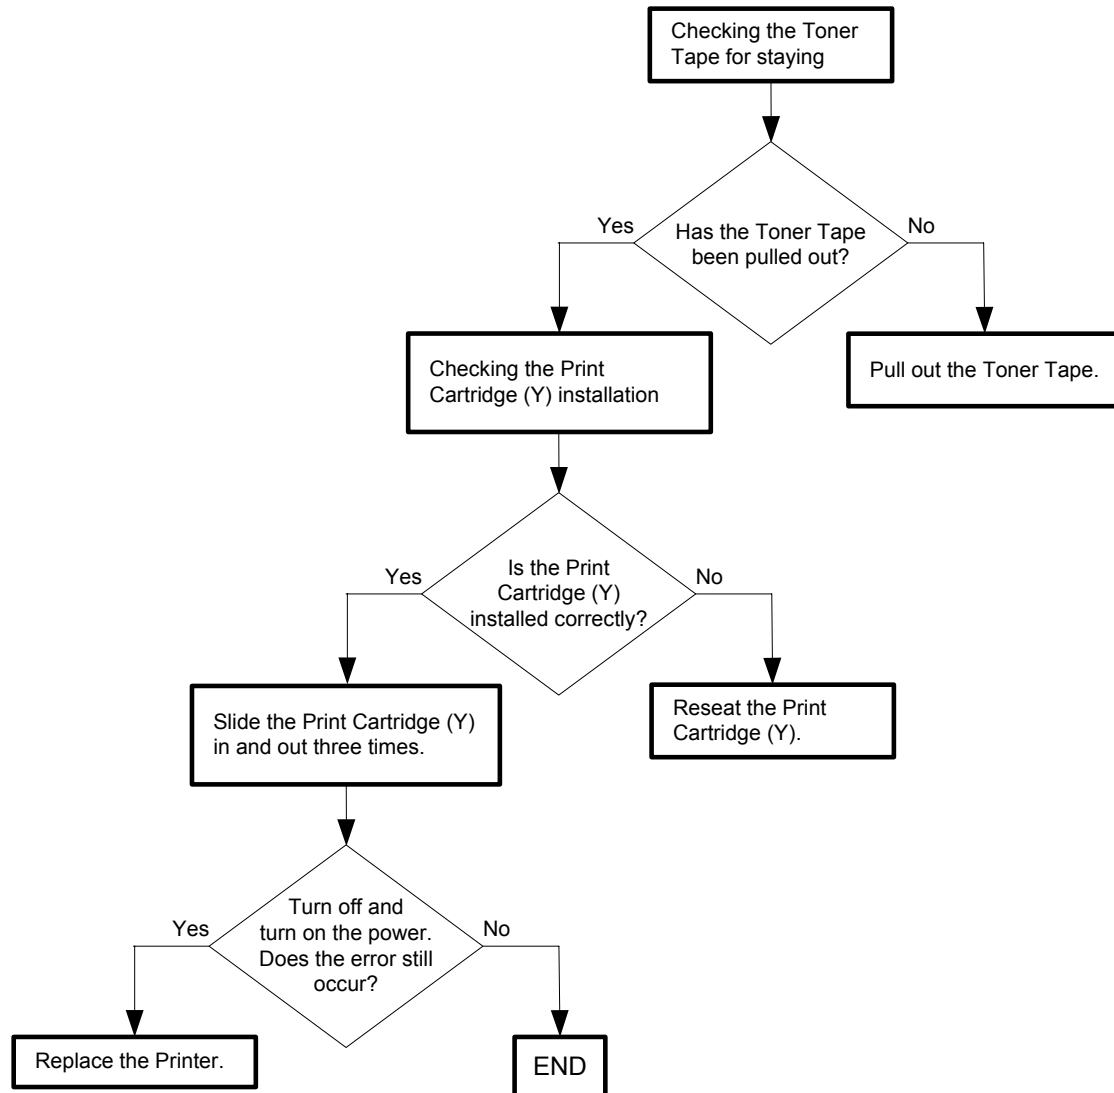 Checking the Toner
Tape for staying
Yes
Has the Toner Tape
been pulled out?
No
Checking the Print
Cartridge (Y) installation
Pull out the Toner Tape.
Yes
Is the Print
Cartridge (Y)
installed correctly?
No
Slide the Print Cartridge (Y)
in and out three times.
Reseat the Print
Cartridge (Y).
Yes
Turn off and
turn on the power.
Does the error still
occur?
No
Replace the Printer.
END